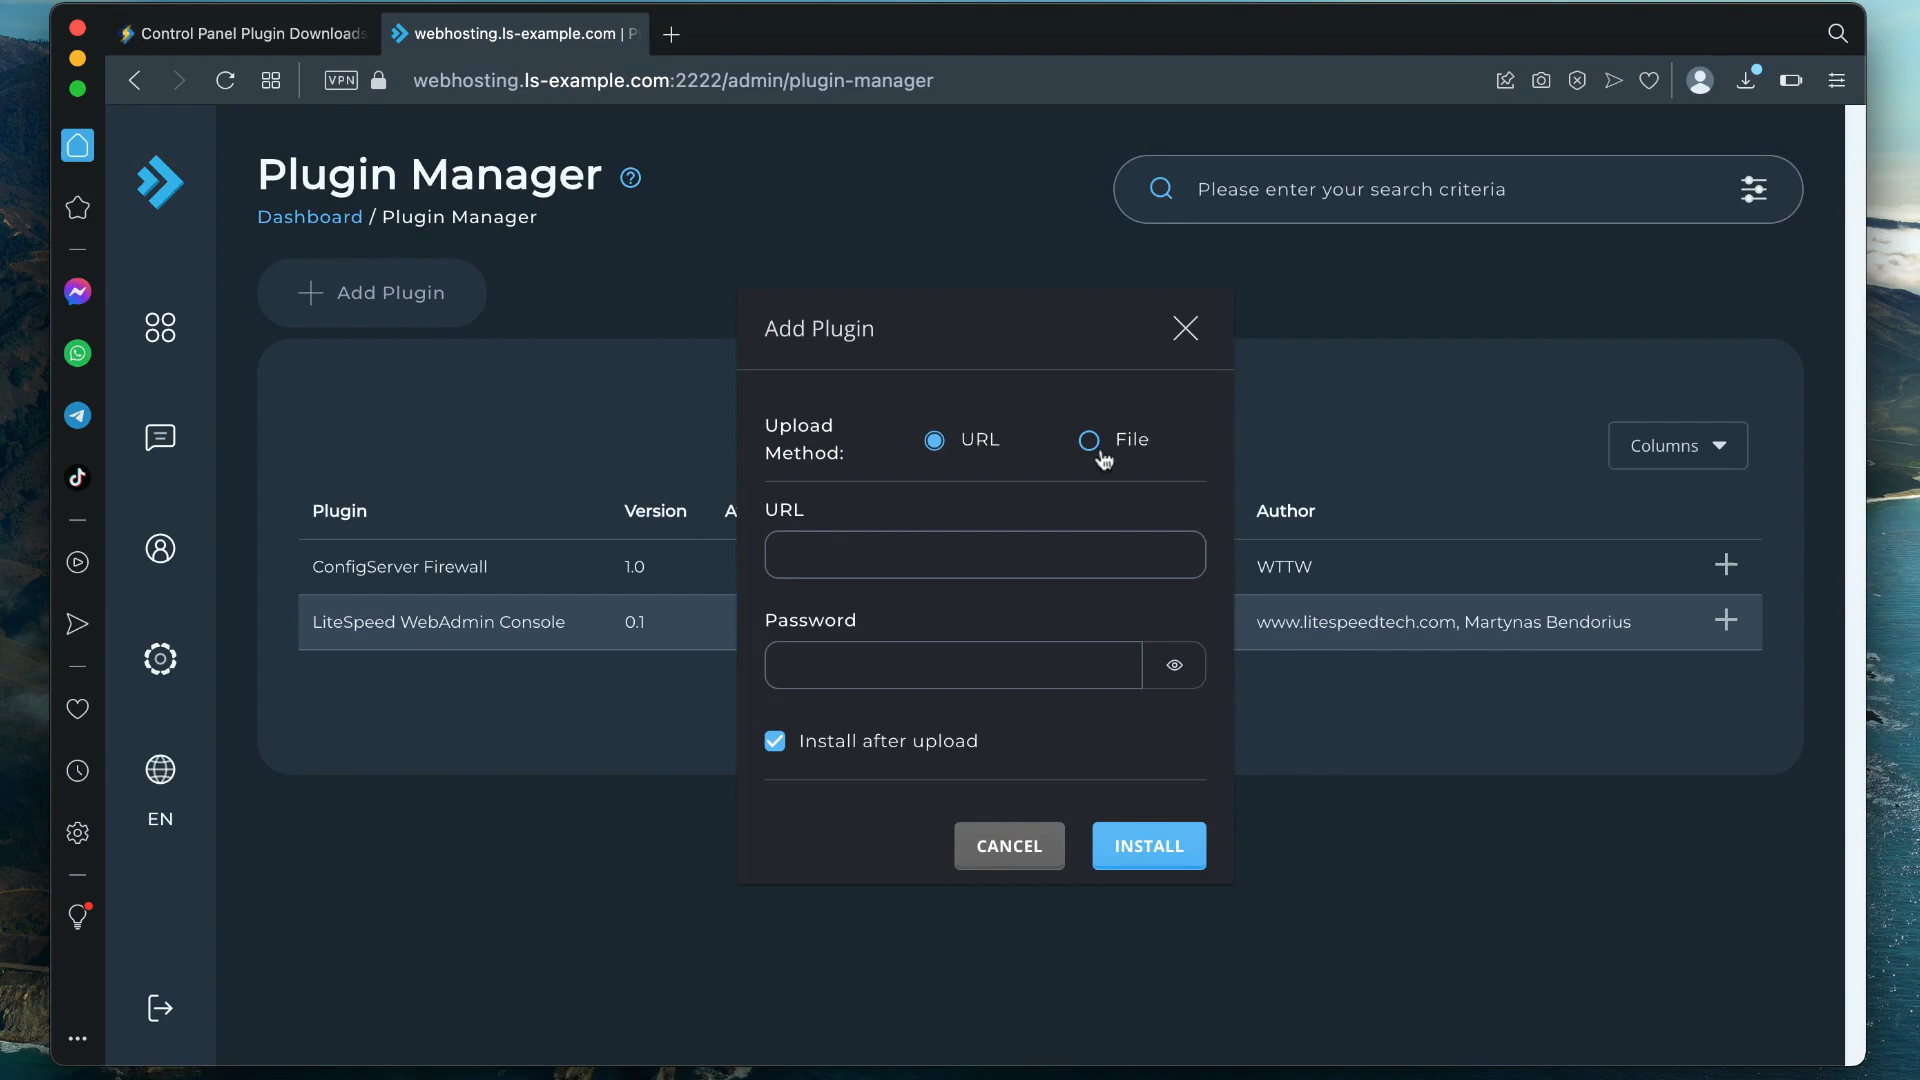 Control Panel Plugin Downloads
webhosting.ls-example.com | P
VPN
webhosting.ls-example.com:2222/admin/plugin-manager
Plugin Manager
Dashboard / Plugin Manager
Please enter your search criteria
Add Plugin
Add Plugin
Upload
Method:
URL
File
Columns
Plugin
Version
A
URL
Author
ConfigServer Firewall
1.0
WTTW
LiteSpeed WebAdmin Console
0.1
www.litespeedtech.com, Martynas Bendorius
Password
Install after upload
EN
CANCEL
INSTALL